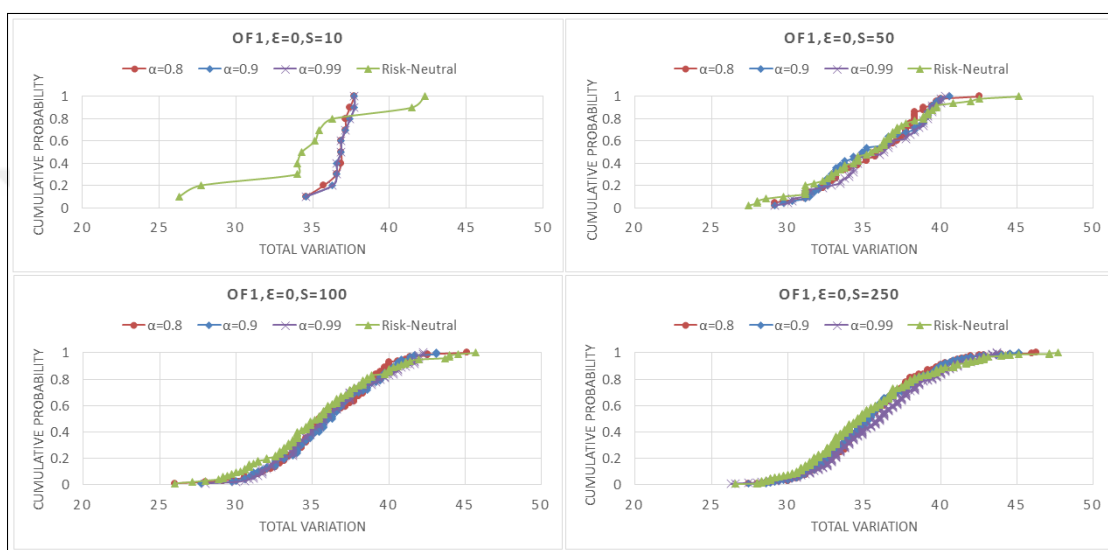 OF1,Ɛ=0,S=10
α=0.8 α=0.9 α=0.99 Risk-Neutral
CUMULATIVE PROBABILITY
1
0.8
0.6
0.4
0.2
0
20 25 30 35 40 45 50
TOTAL VARIATION
OF1,Ɛ=0,S=50
α=0.8 α=0.9 α=0.99 Risk-Neutral
CUMULATIVE PROBABILITY
1
0.8
0.6
0.4
0.2
0
20 25 30 35 40 45 50
TOTAL VARIATION
OF1,Ɛ=0,S=100
α=0.8 α=0.9 α=0.99 Risk-Neutral
CUMULATIVE PROBABILITY
1
0.8
0.6
0.4
0.2
0
20 25 30 35 40 45 50
TOTAL VARIATION
OF1,Ɛ=0,S=250
α=0.8 α=0.9 α=0.99 Risk-Neutral
CUMULATIVE PROBABILITY
1
0.8
0.6
0.4
0.2
0
20 25 30 35 40 45 50
TOTAL VARIATION